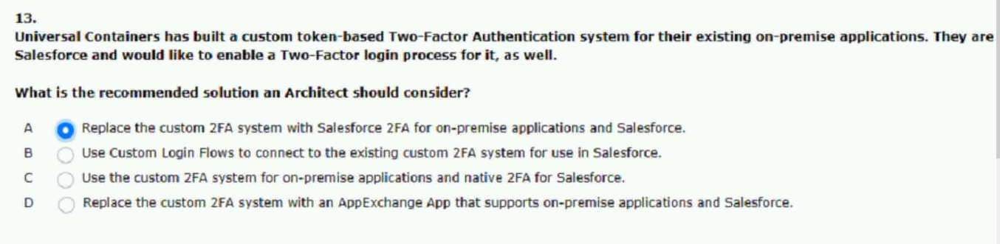 13.
Universal Containers has built a custom token-based Two-Factor Authentication system for their existing on-premise applications. They are
Salesforce and would like to enable a Two-Factor login process for it, as well.
What is the recommended solution an Architect should consider?
A Replace the custom 2FA system with Salesforce 2FA for on-premise applications and Salesforce.
B Use Custom Login Flows to connect to the existing custom 2FA system for use in Salesforce.
C Use the custom 2FA system for on-premise applications and native 2FA for Salesforce.
D Replace the custom 2FA system with an AppExchange App that supports on-premise applications and Salesforce.